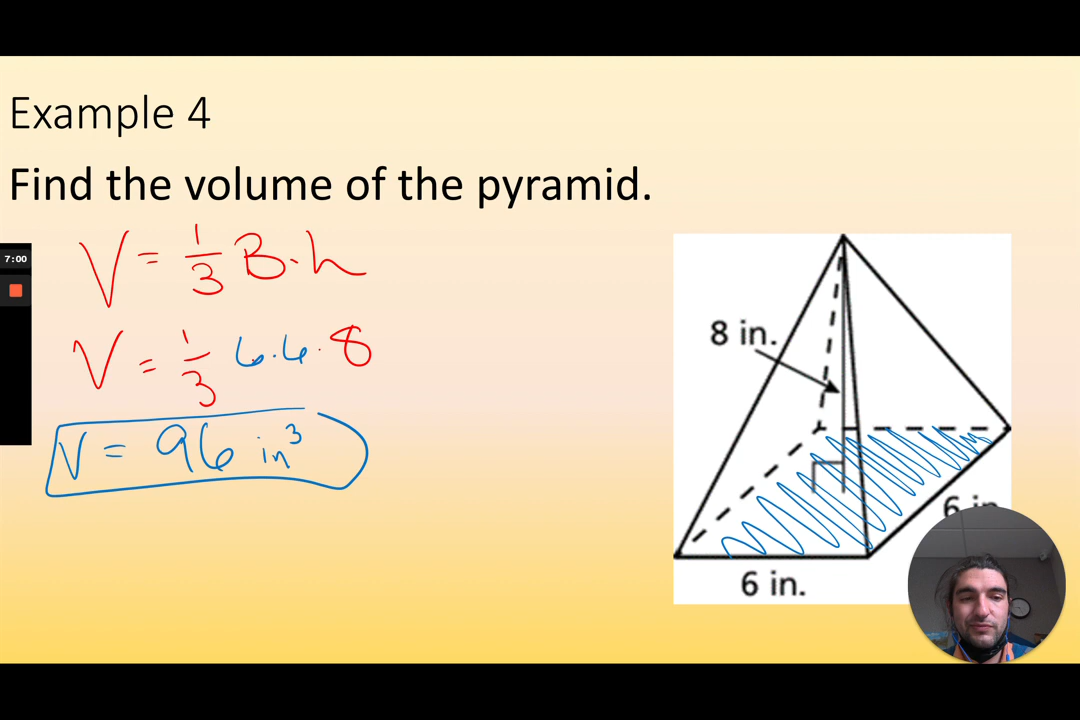 Example 4
Find the volume of the pyramid.
7:00
V = 1/3 B · h
V = 1/3 6 · 6 · 8
V = 96 in³
8 in.
6 in.
6 in.